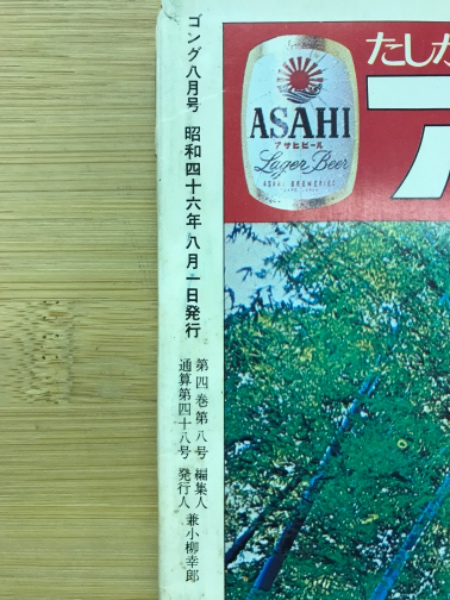 ゴング八月号 昭和四十六年八月一日発行
第四巻第八号 編集人
通算第四十八号 発行人
兼小柳幸郎
たしか
ASAHI
アサヒビール
Lager Beer
ア